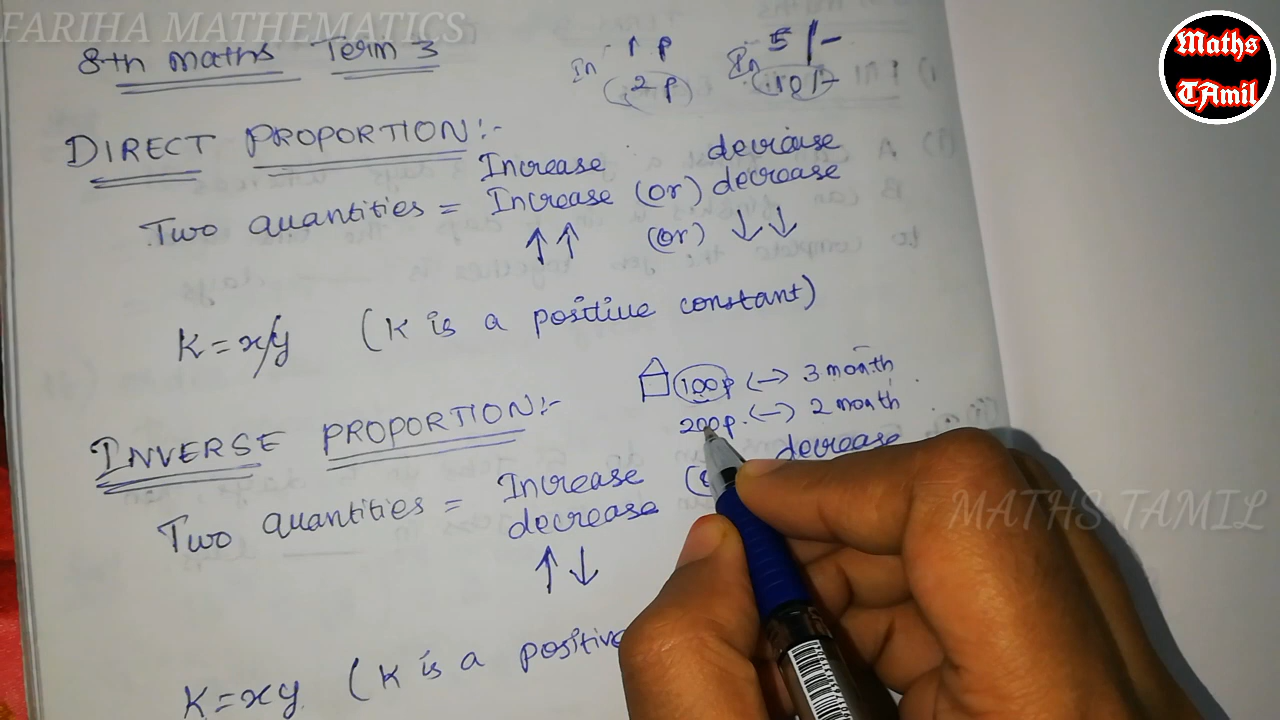 FARIHA MATHEMATICS
Maths
TAmil
8th maths Term 3
In 1 p
2 p
In 5 /-
10/-
DIRECT PROPORTION:-
Increase decrease
Two quantities = Increase (or) decrease
↑↑ (or) ↓↓
K = x/y (K is a positive constant)
100p ↔ 3 month
200p. ↔ 2 month
INVERSE PROPORTION:-
Increase decrease
Two quantities = decrease
↑↓
MATHS TAMIL
K = xy (K is a positive